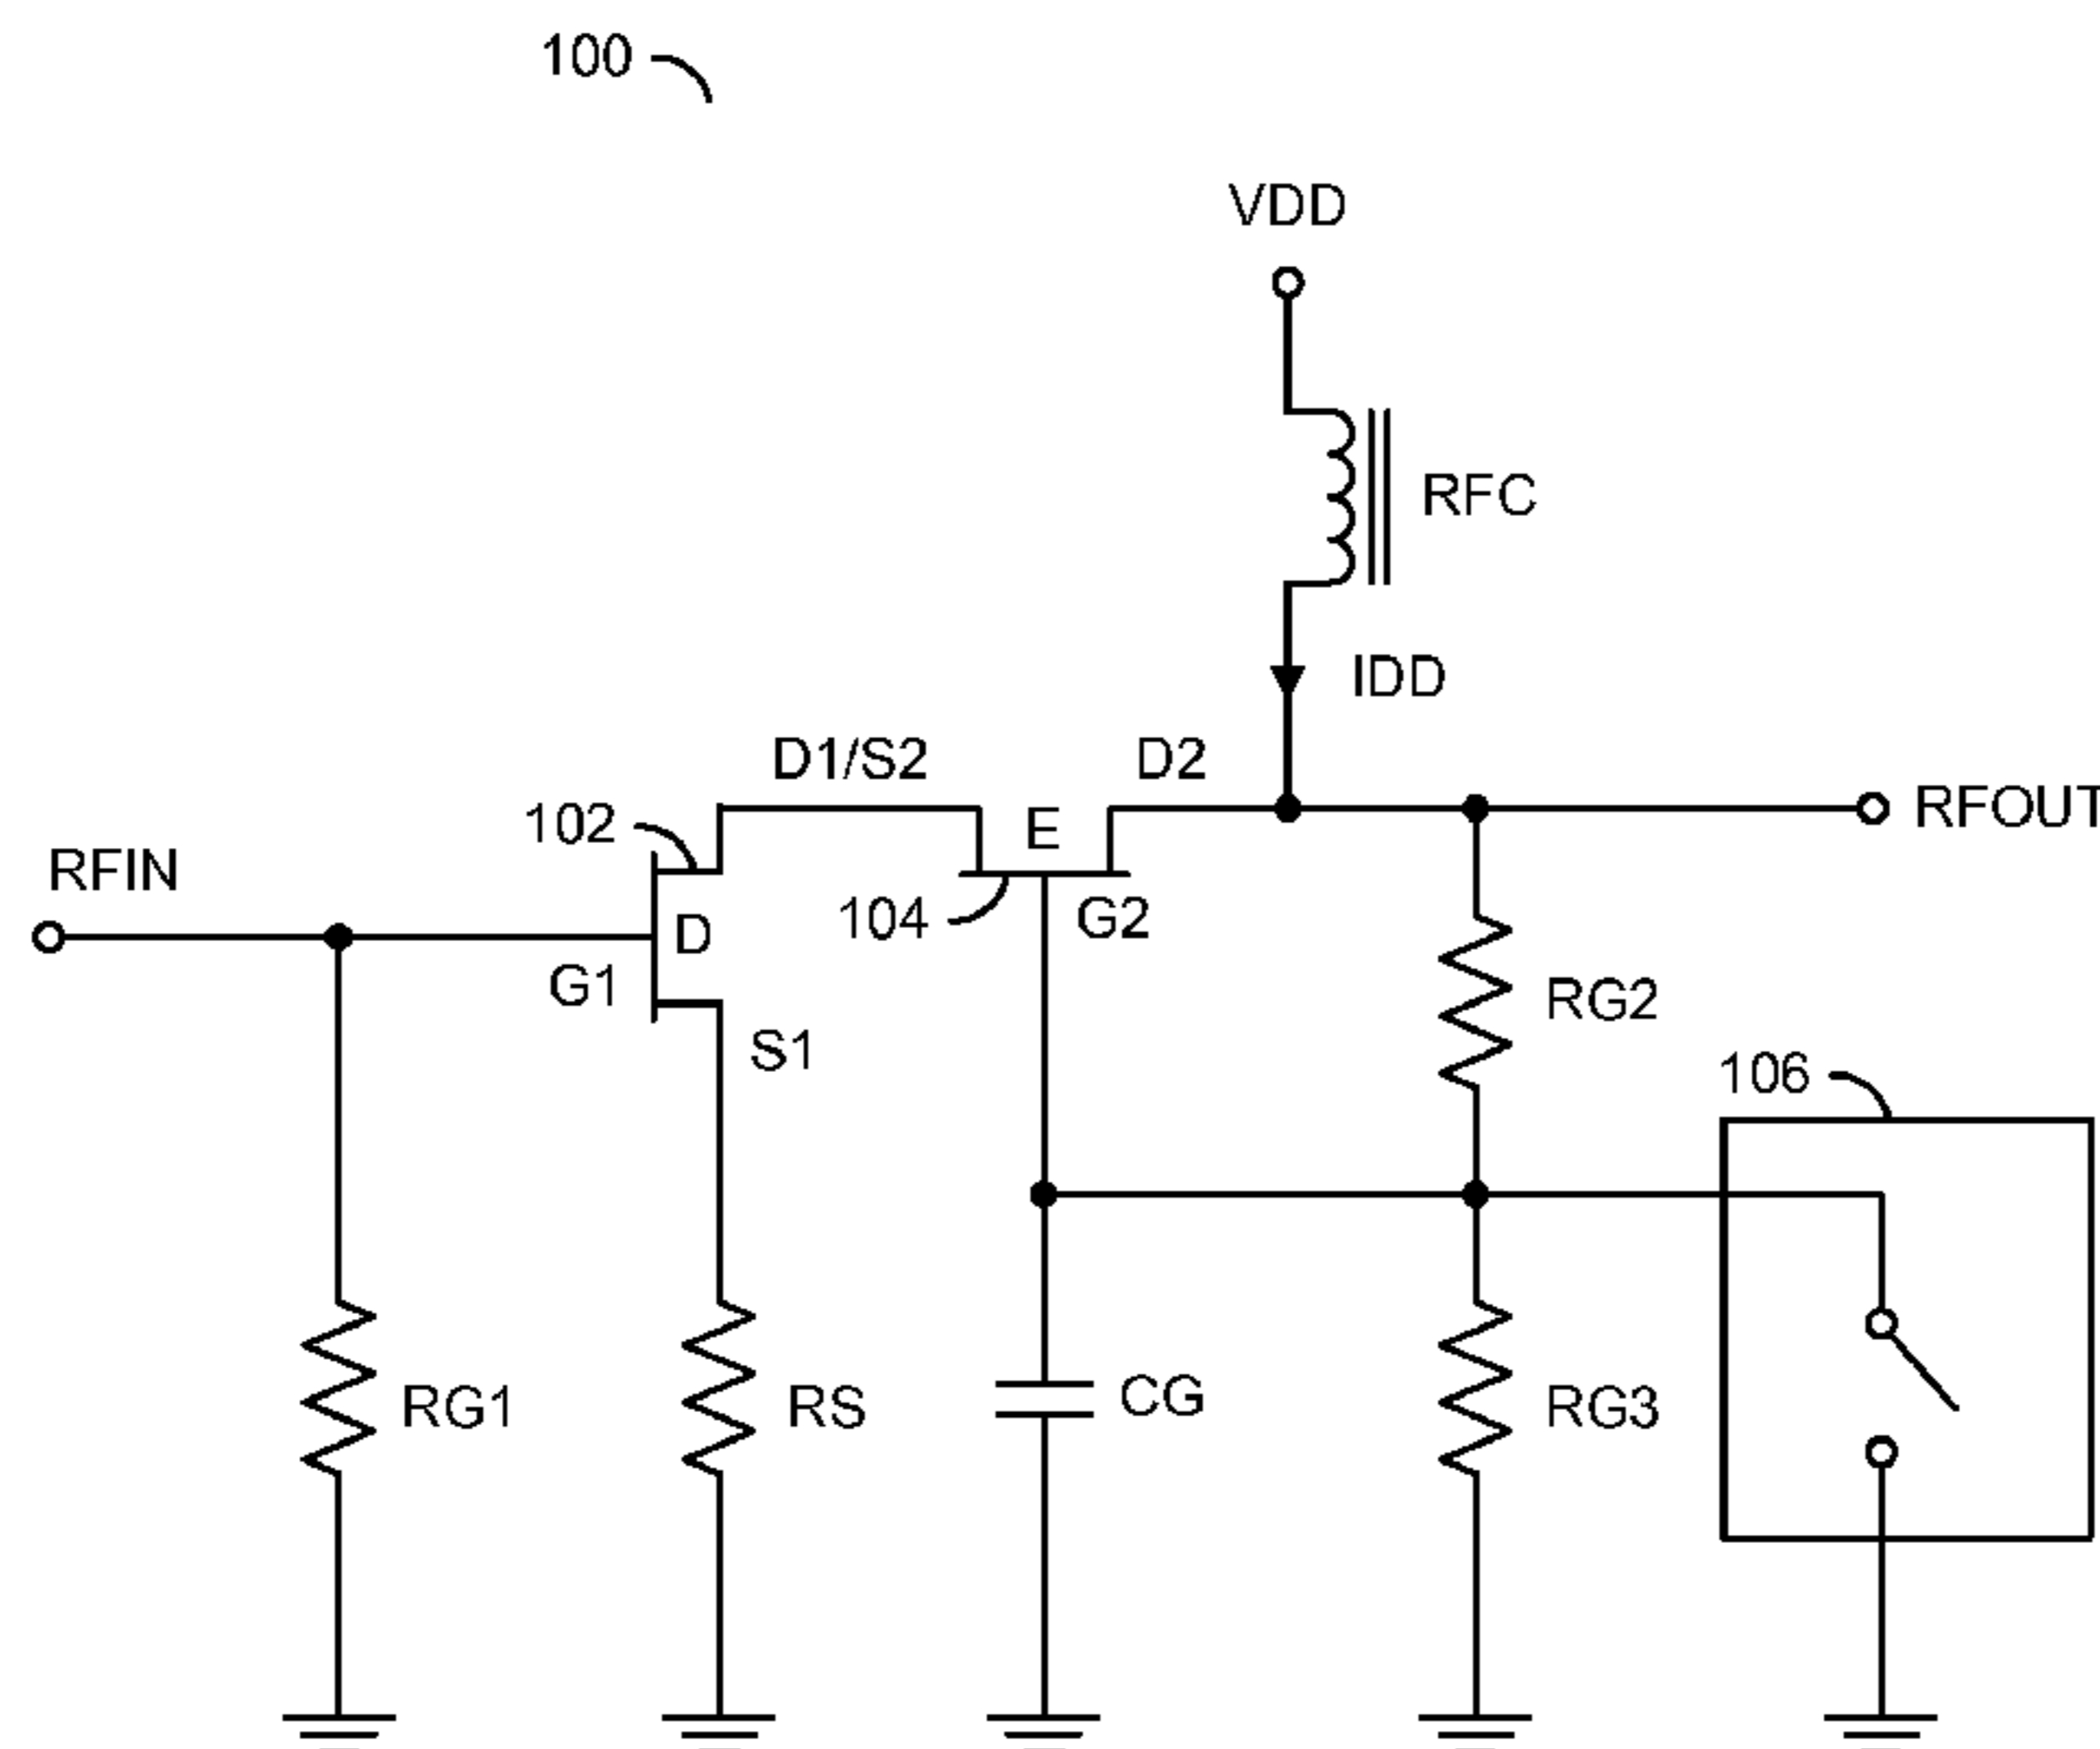 100
VDD
RFC
IDD
D1/S2
D2
102
E
RFOUT
RFIN
104
G2
D
G1
RG2
S1
106
RG1
RS
CG
RG3